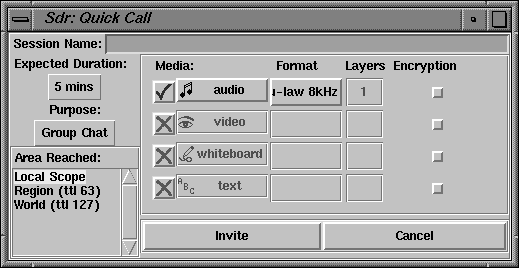 Sdr: Quick Call
Session Name:
Expected Duration:
5 mins
Purpose:
Group Chat
Area Reached:
Local Scope
Region (ttl 63)
World (ttl 127)
Media: Format Layers Encryption
audio u-law 8kHz 1
video
whiteboard
ABC text
Invite Cancel